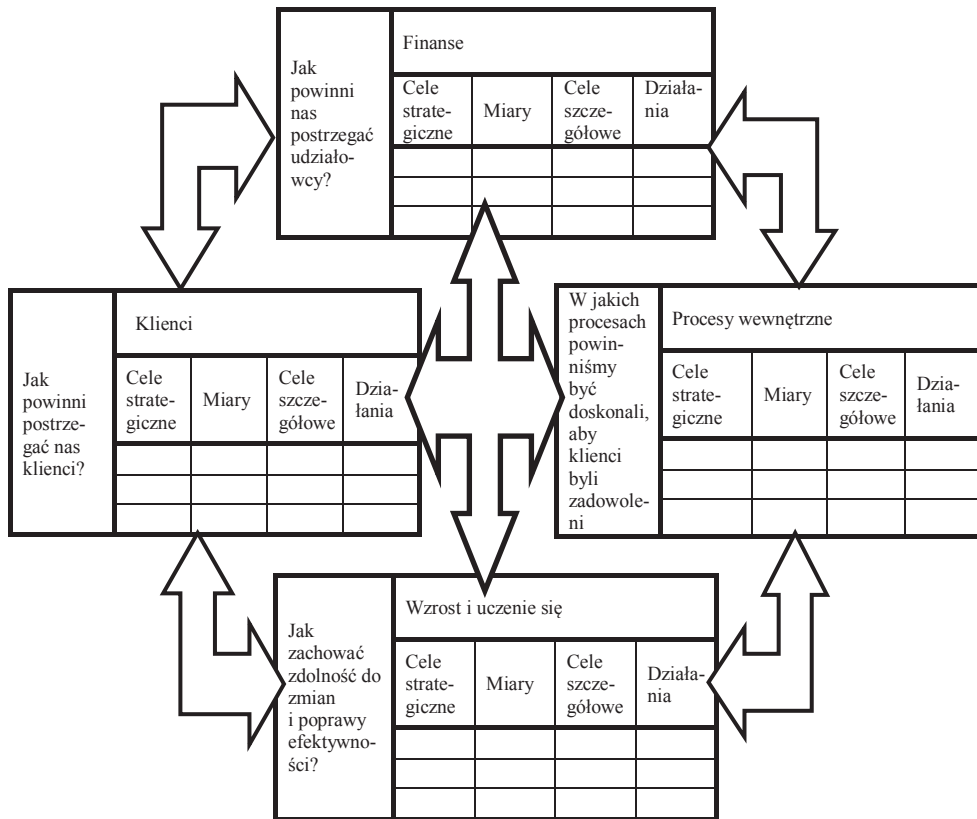 Jak
powinni
nas
postrzegać
udziało-
wcy?
Finanse
Cele
strate-
giczne
Miary
Cele
szcze-
gółowe
Działa-
nia
Jak
powinni
postrze-
gać nas
klienci?
Klienci
Cele
strate-
giczne
Miary
Cele
szcze-
gółowe
Dzia-
łania
W jakich
procesach
powin-
niśmy
być
doskonali,
aby
klienci
byli
zadowole-
ni
Procesy wewnętrzne
Cele
strate-
giczne
Miary
Cele
szcze-
gółowe
Dzia-
łania
Jak
zachować
zdolność do
zmian
i poprawy
efektywno-
ści?
Wzrost i uczenie się
Cele
strate-
giczne
Miary
Cele
szcze-
gółowe
Działa-
nia